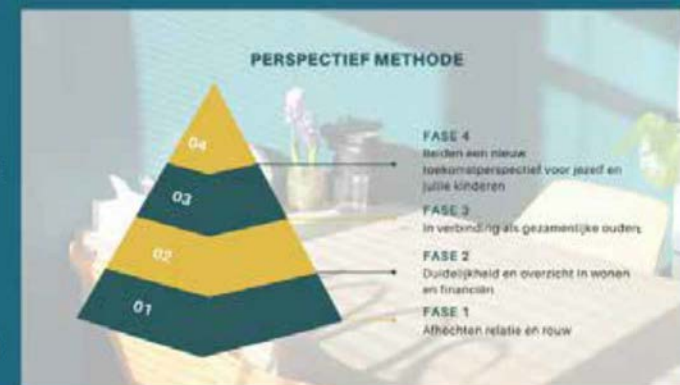 PERSPECTIEF METHODE
04
03
02
01
FASE 4
Beiden een nieuw
toekomstperspectief voor jezelf en
jullie kinderen
FASE 3
In verbinding als gezamenlijke ouders
FASE 2
Duidelijkheid en overzicht in wonen
en financiën
FASE 1
Afhechten relatie en rouw